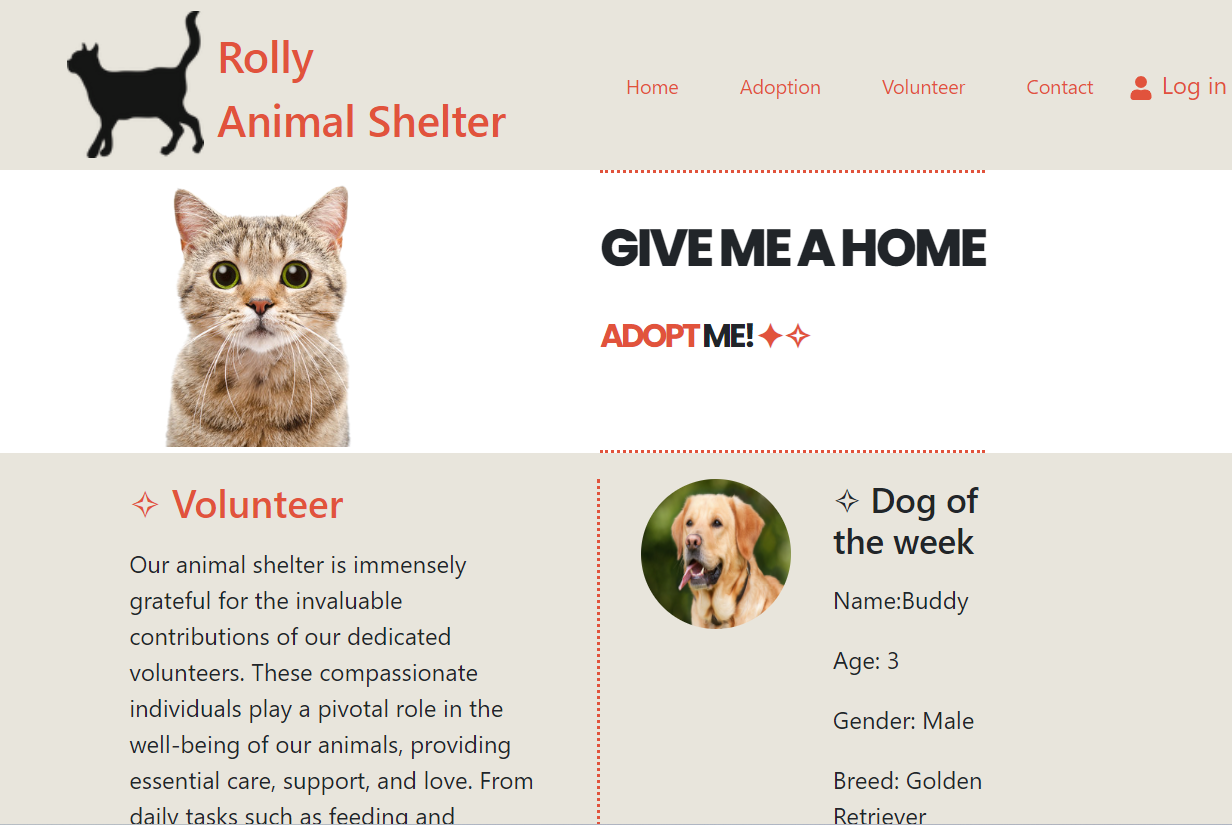 Rolly
Animal Shelter
Home
Adoption
Volunteer
Contact
Log in
GIVE ME A HOME
ADOPT ME! ✦✧
✧ Volunteer
Our animal shelter is immensely
grateful for the invaluable
contributions of our dedicated
volunteers. These compassionate
individuals play a pivotal role in the
well-being of our animals, providing
essential care, support, and love. From
daily tasks such as feeding and
✧ Dog of
the week
Name:Buddy
Age: 3
Gender: Male
Breed: Golden
Retriever